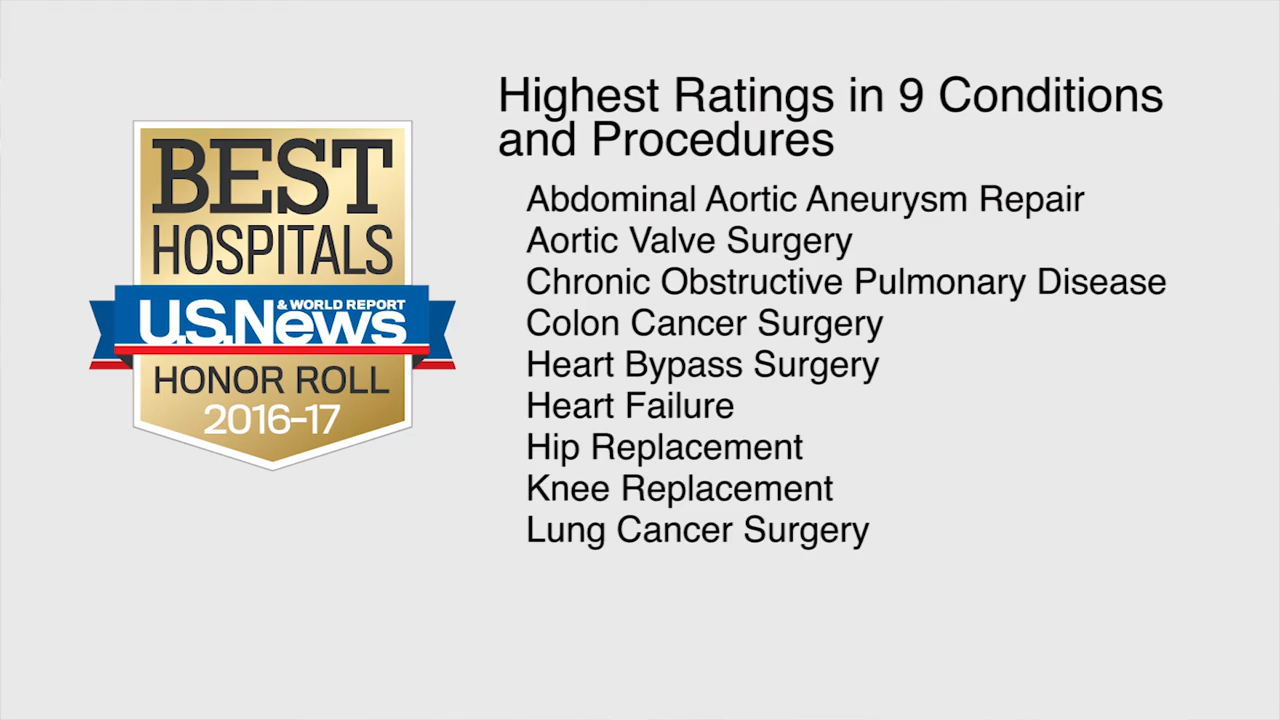 BEST
HOSPITALS
U.S.News & WORLD REPORT
HONOR ROLL
2016-17
Highest Ratings in 9 Conditions
and Procedures
Abdominal Aortic Aneurysm Repair
Aortic Valve Surgery
Chronic Obstructive Pulmonary Disease
Colon Cancer Surgery
Heart Bypass Surgery
Heart Failure
Hip Replacement
Knee Replacement
Lung Cancer Surgery